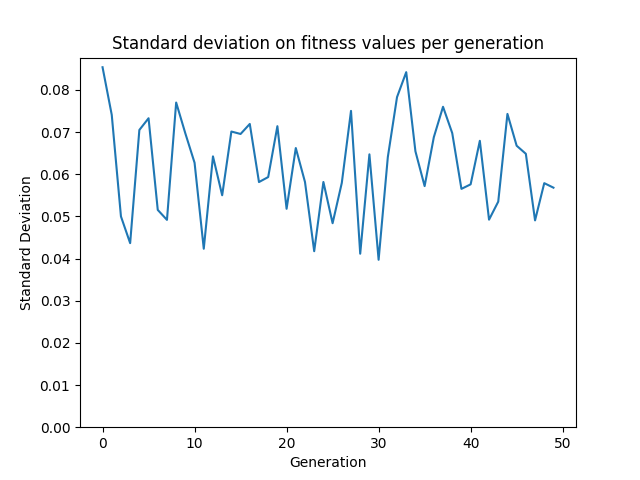 Standard deviation on fitness values per generation
0.08
0.07
0.06
0.05
0.04
0.03
0.02
0.01
0.00
Standard Deviation
0 10 20 30 40 50
Generation